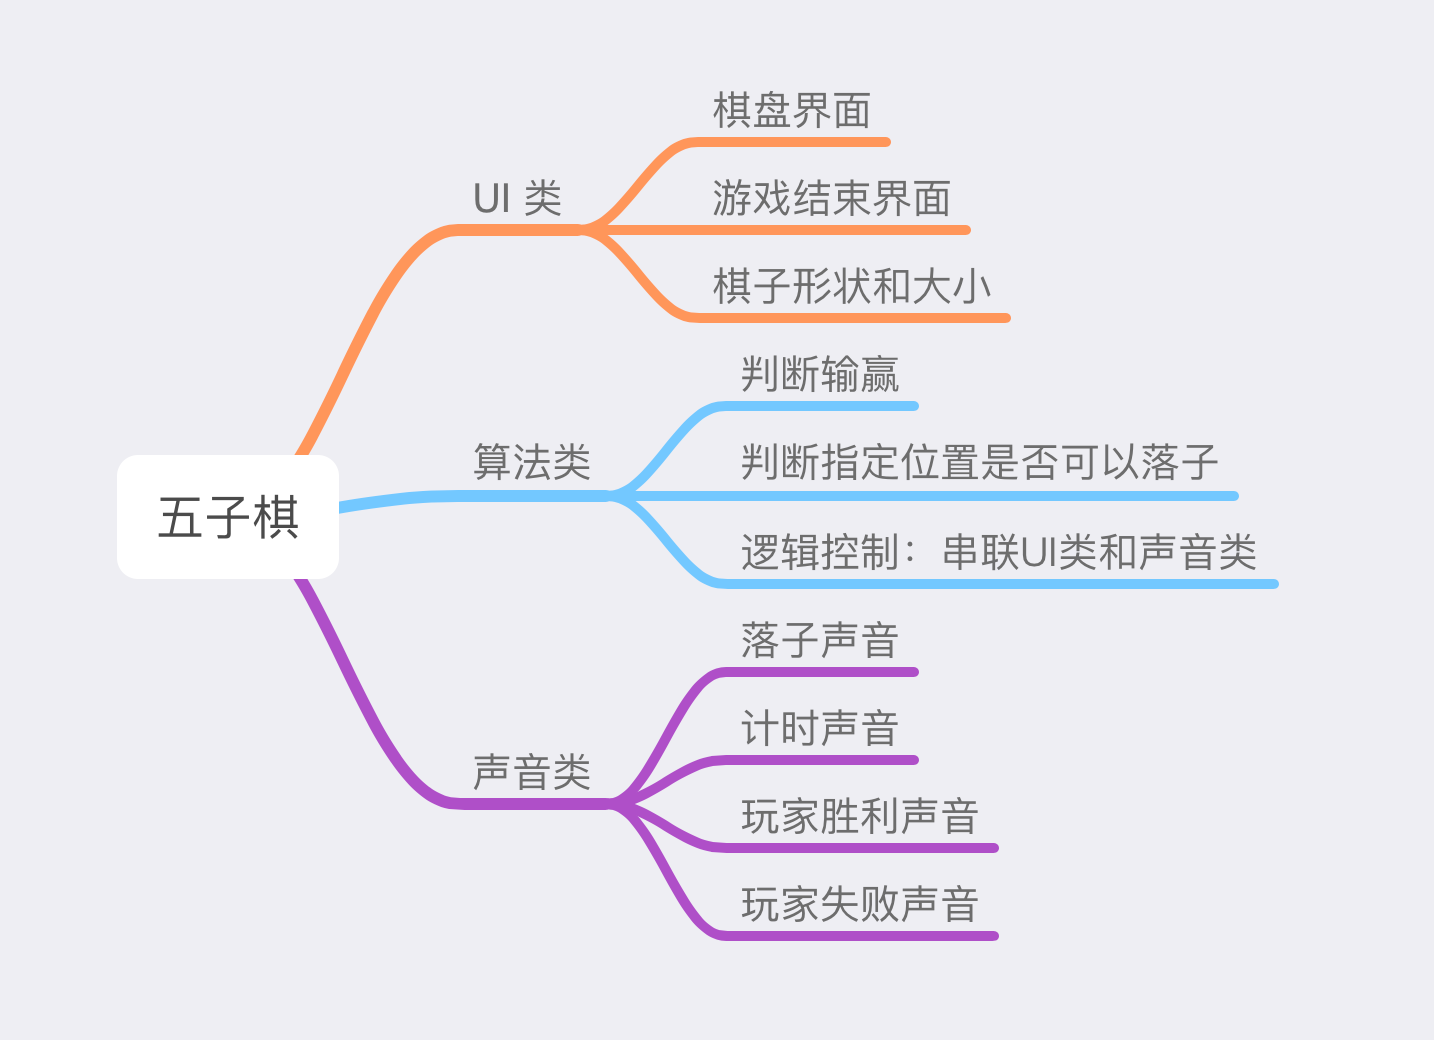 棋盘界面
UI 类
游戏结束界面
棋子形状和大小
判断输赢
算法类
判断指定位置是否可以落子
五子棋
逻辑控制：串联UI类和声音类
落子声音
计时声音
声音类
玩家胜利声音
玩家失败声音